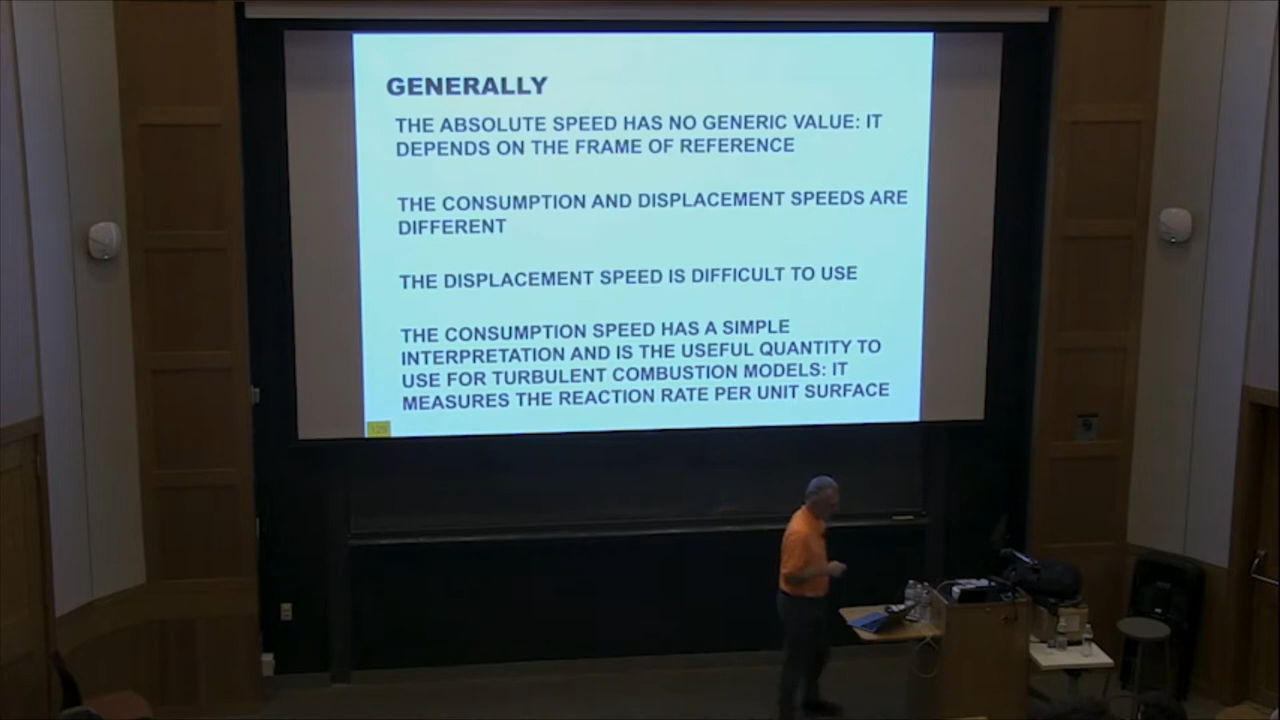 GENERALLY
THE ABSOLUTE SPEED HAS NO GENERIC VALUE: IT
DEPENDS ON THE FRAME OF REFERENCE
THE CONSUMPTION AND DISPLACEMENT SPEEDS ARE
DIFFERENT
THE DISPLACEMENT SPEED IS DIFFICULT TO USE
THE CONSUMPTION SPEED HAS A SIMPLE
INTERPRETATION AND IS THE USEFUL QUANTITY TO
USE FOR TURBULENT COMBUSTION MODELS: IT
MEASURES THE REACTION RATE PER UNIT SURFACE